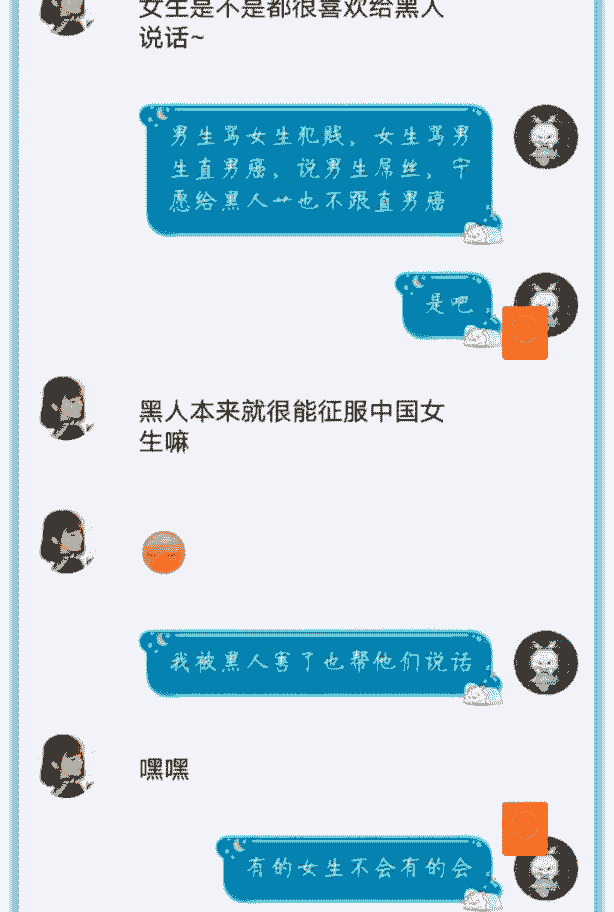 女生是不是都很喜欢给黑人
说话~
男生骂女生犯贱，女生骂男
生直男癌，说男生屌丝，宁
愿给黑人艹也不跟直男癌
是吧
黑人本来就很能征服中国女
生嘛
我被黑人害了也帮他们说话
嘿嘿
有的女生不会有的会